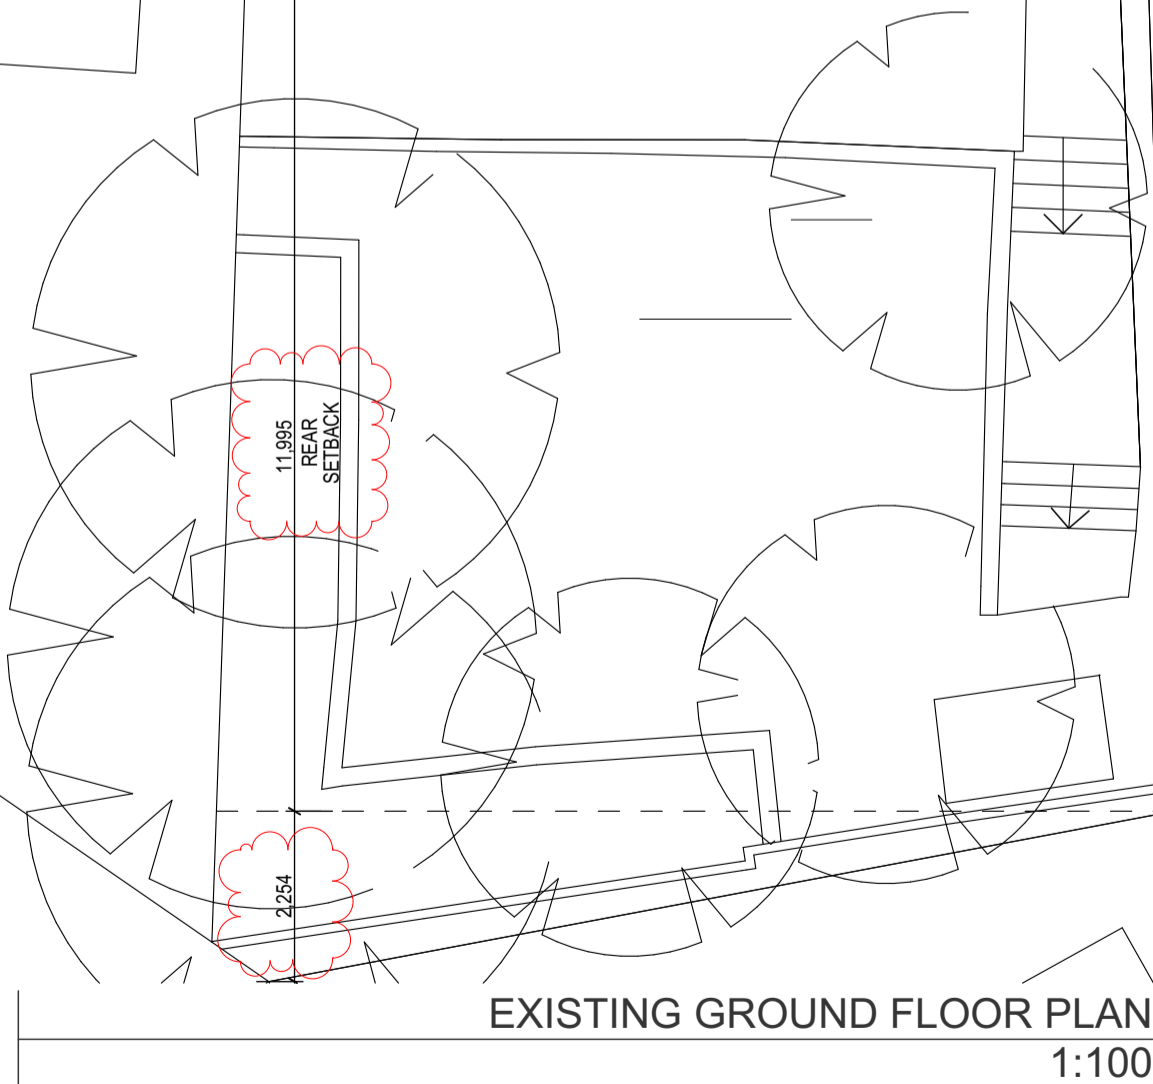 11,995
REAR
SETBACK
2,254
EXISTING GROUND FLOOR PLAN
1:100